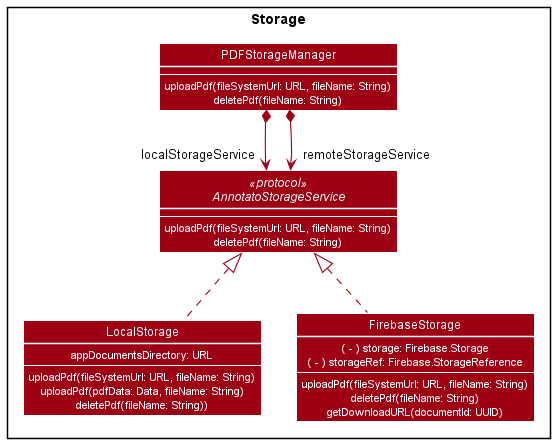 Storage
PDFStorageManager
uploadPdf(fileSystemUrl: URL, fileName: String)
deletePdf(fileName: String)
localStorageService
remoteStorageService
«protocol»
AnnotatoStorageService
uploadPdf(fileSystemUrl: URL, fileName: String)
deletePdf(fileName: String)
LocalStorage
appDocumentsDirectory: URL
uploadPdf(fileSystemUrl: URL, fileName: String)
uploadPdf(pdfData: Data, fileName: String)
deletePdf(fileName: String))
FirebaseStorage
( - ) storage: Firebase.Storage
( - ) storageRef: Firebase.StorageReference
uploadPdf(fileSystemUrl: URL, fileName: String)
deletePdf(fileName: String)
getDownloadURL(documentId: UUID)